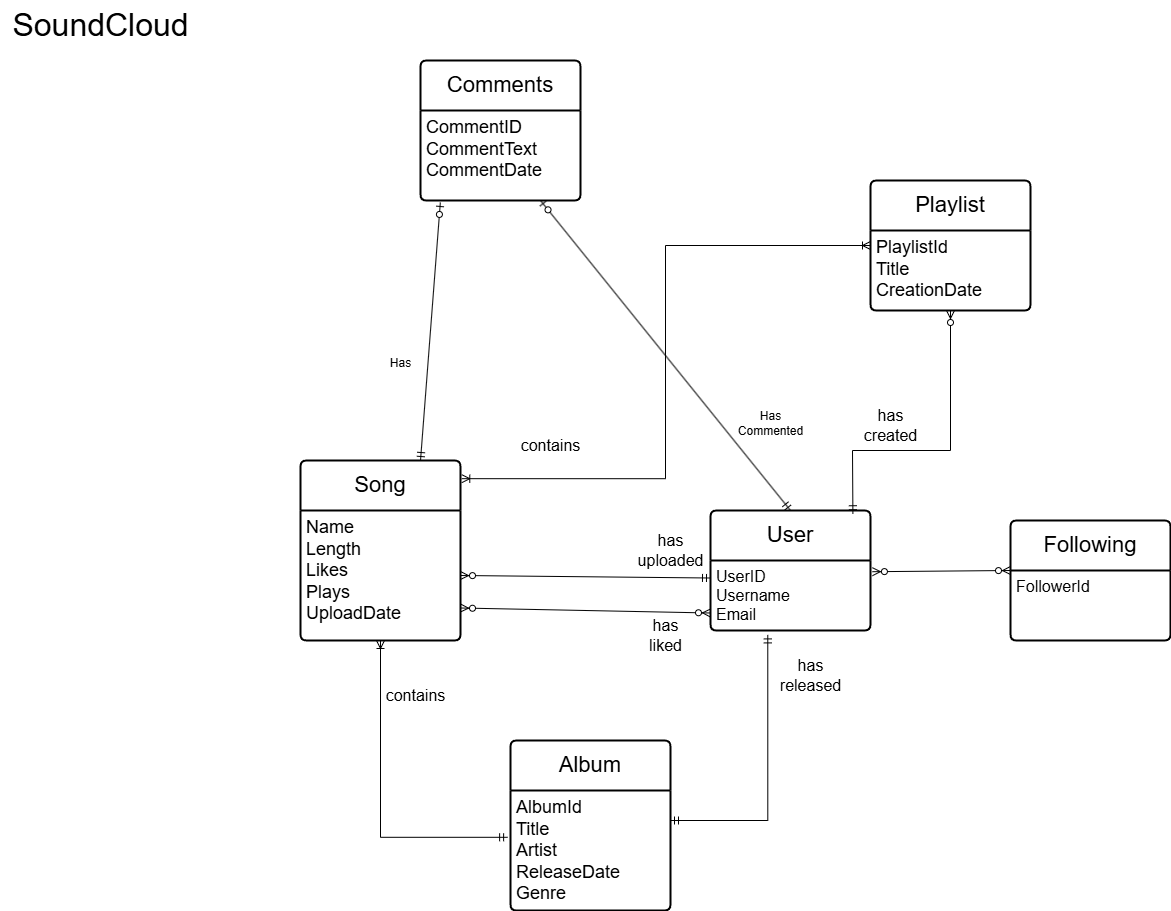 SoundCloud
Comments
CommentID
CommentText
CommentDate
Playlist
PlaylistId
Title
CreationDate
Has
Has
Commented
has
created
contains
Song
Name
Length
Likes
Plays
UploadDate
has
uploaded
has
liked
User
UserID
Username
Email
Following
FollowerId
has
released
contains
Album
AlbumId
Title
Artist
ReleaseDate
Genre